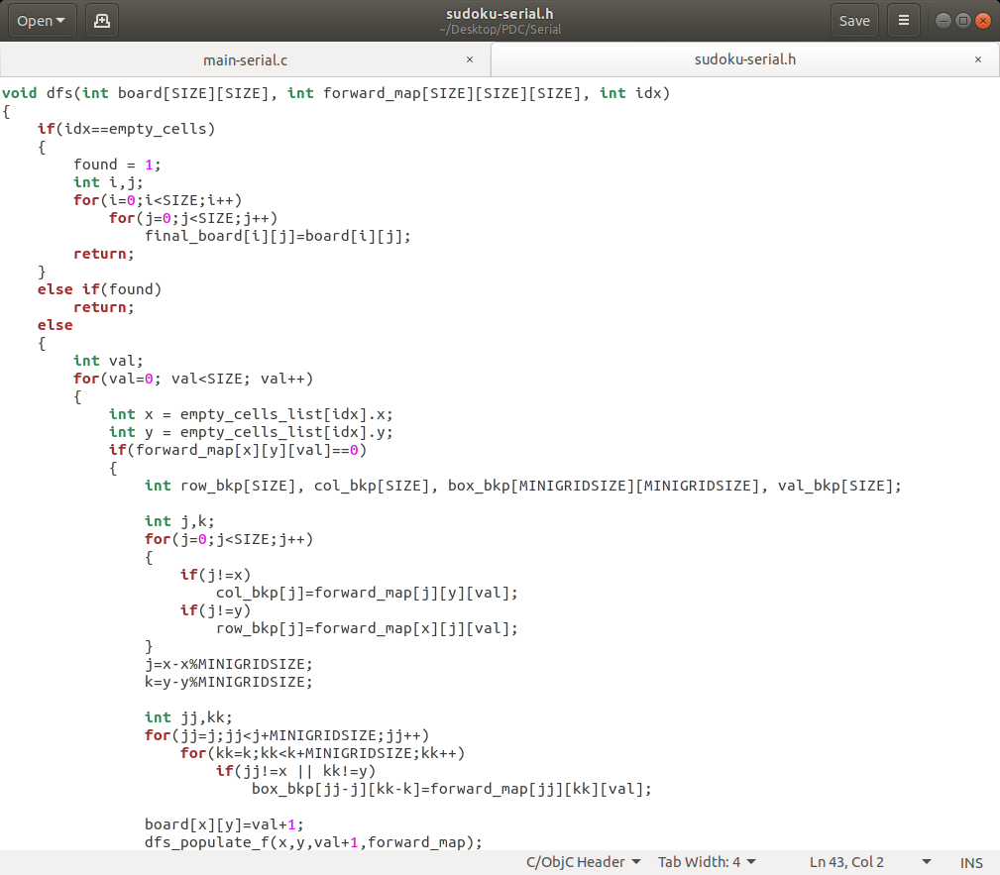 Open
sudoku-serial.h
~/Desktop/PDC/Serial
Save
main-serial.c ×
sudoku-serial.h ×
void dfs(int board[SIZE][SIZE], int forward_map[SIZE][SIZE][SIZE], int idx)
{
    if(idx==empty_cells)
    {
        found = 1;
        int i,j;
        for(i=0;i<SIZE;i++)
            for(j=0;j<SIZE;j++)
                final_board[i][j]=board[i][j];
        return;
    }
    else if(found)
        return;
    else
    {
        int val;
        for(val=0; val<SIZE; val++)
        {
            int x = empty_cells_list[idx].x;
            int y = empty_cells_list[idx].y;
            if(forward_map[x][y][val]==0)
            {
                int row_bkp[SIZE], col_bkp[SIZE], box_bkp[MINIGRIDSIZE][MINIGRIDSIZE], val_bkp[SIZE];

                int j,k;
                for(j=0;j<SIZE;j++)
                {
                    if(j!=x)
                        col_bkp[j]=forward_map[j][y][val];
                    if(j!=y)
                        row_bkp[j]=forward_map[x][j][val];
                }
                j=x-x%MINIGRIDSIZE;
                k=y-y%MINIGRIDSIZE;

                int jj,kk;
                for(jj=j;jj<j+MINIGRIDSIZE;jj++)
                    for(kk=k;kk<k+MINIGRIDSIZE;kk++)
                        if(jj!=x || kk!=y)
                            box_bkp[jj-j][kk-k]=forward_map[jj][kk][val];

                board[x][y]=val+1;
                dfs_populate_f(x,y,val+1,forward_map);
C/ObjC Header Tab Width: 4 Ln 43, Col 2 INS